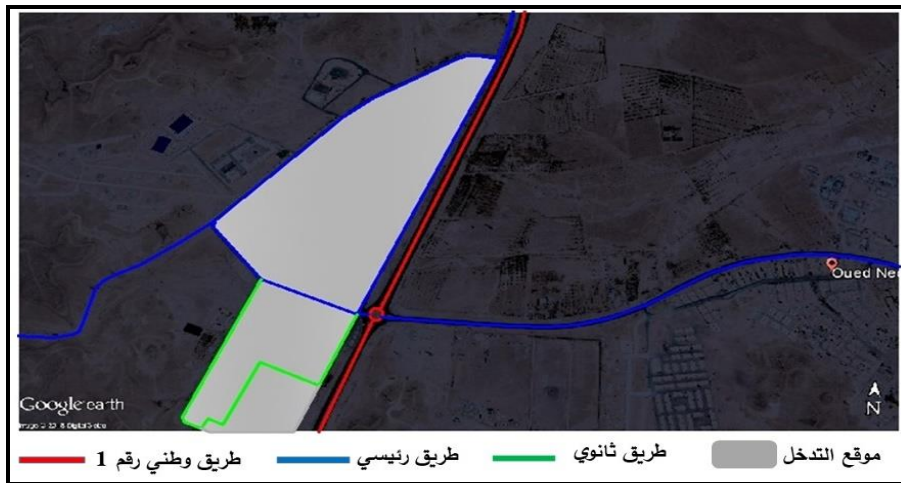 Oued Ne
Google earth
N
موقع التدخل
طريق ثانوي
طريق رئيسي
طريق وطني رقم 1